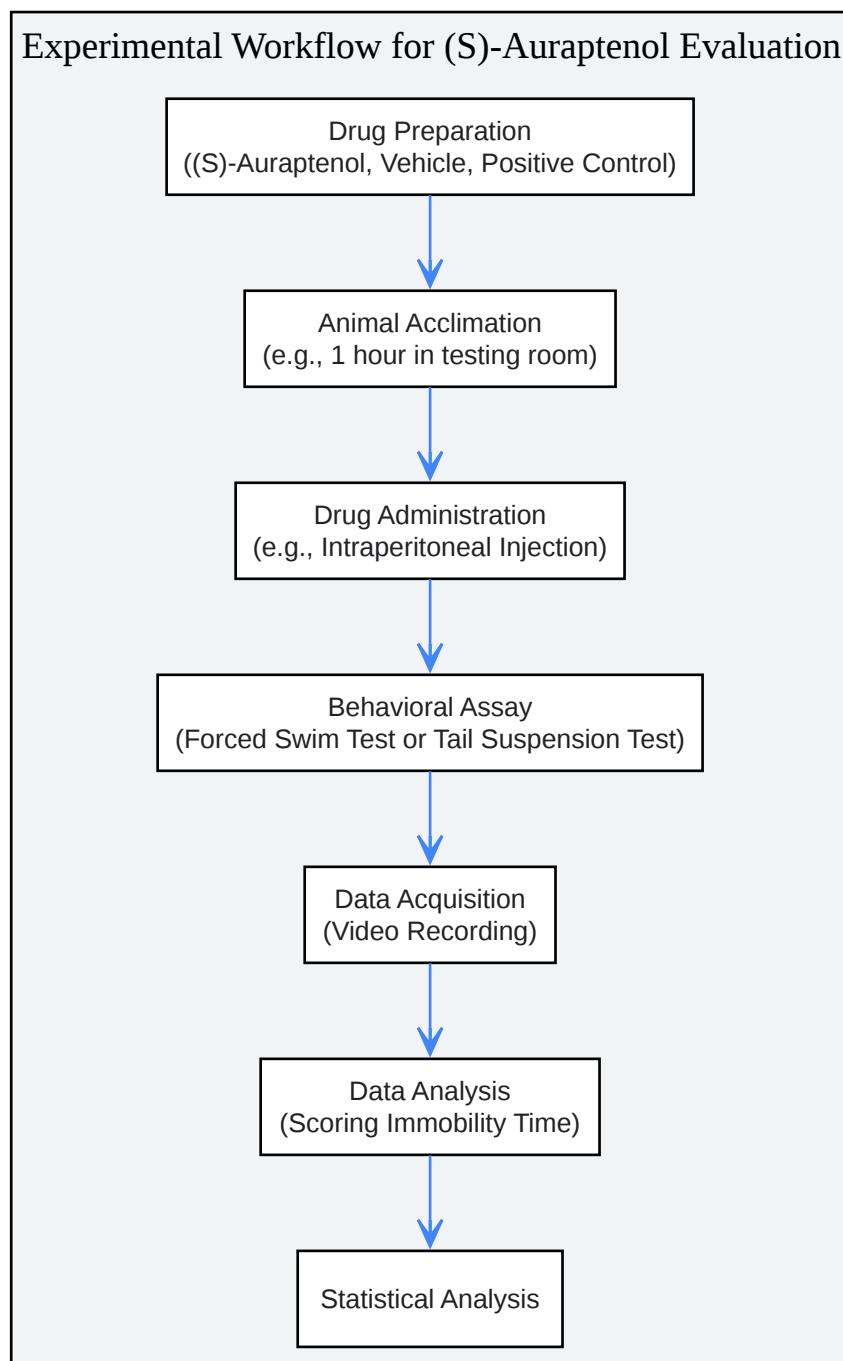 Experimental Workflow for (S)-Auraptenol Evaluation
Drug Preparation
((S)-Auraptenol, Vehicle, Positive Control)
Animal Acclimation
(e.g., 1 hour in testing room)
Drug Administration
(e.g., Intraperitoneal Injection)
Behavioral Assay
(Forced Swim Test or Tail Suspension Test)
Data Acquisition
(Video Recording)
Data Analysis
(Scoring Immobility Time)
Statistical Analysis